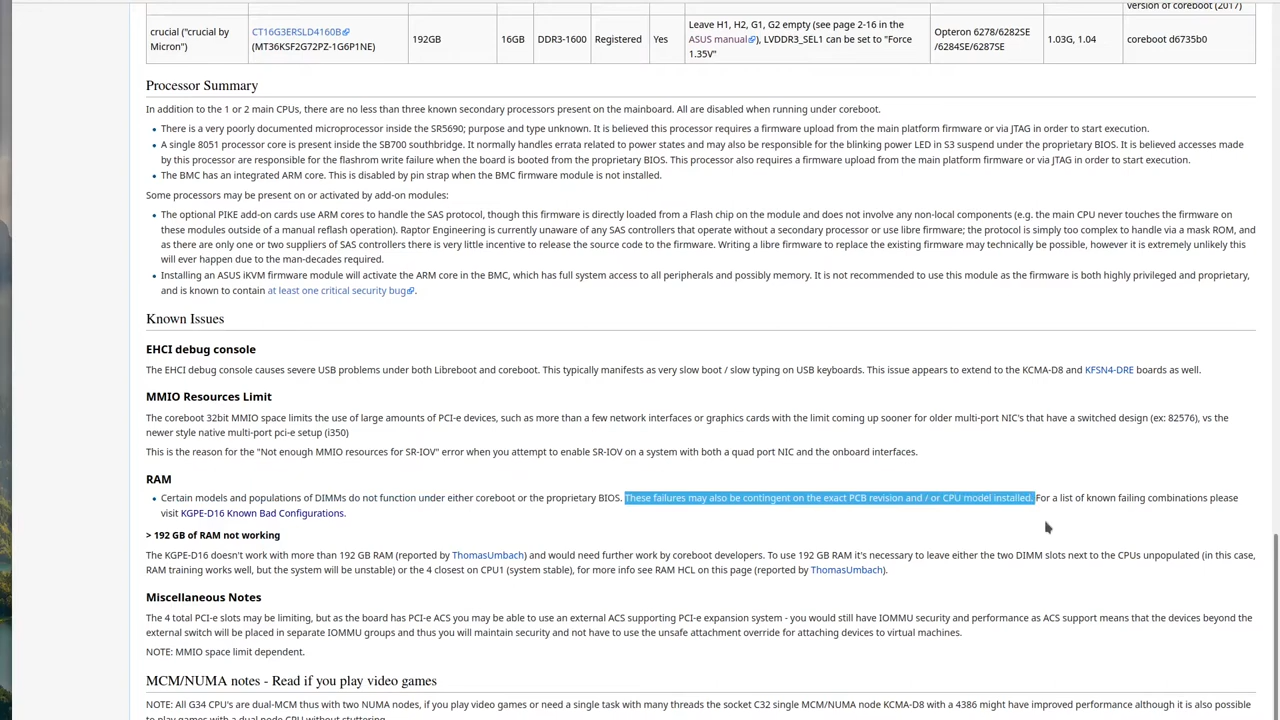 version of coreboot (2017)
crucial ("crucial by Micron")
CT16G3ERSLD4160B
(MT36KSF2G72PZ-1G6P1NE)
192GB
16GB
DDR3-1600
Registered
Yes
Leave H1, H2, G1, G2 empty (see page 2-16 in the
ASUS manual), LVDDR3_SEL1 can be set to "Force
1.35V"
Opteron 6278/6282SE
/6284SE/6287SE
1.03G, 1.04
coreboot d6735b0
Processor Summary
In addition to the 1 or 2 main CPUs, there are no less than three known secondary processors present on the mainboard. All are disabled when running under coreboot.
• There is a very poorly documented microprocessor inside the SR5690; purpose and type unknown. It is believed this processor requires a firmware upload from the main platform firmware or via JTAG in order to start execution.
• A single 8051 processor core is present inside the SB700 southbridge. It normally handles errata related to power states and may also be responsible for the blinking power LED in S3 suspend under the proprietary BIOS. It is believed accesses made
by this processor are responsible for the flashrom write failure when the board is booted from the proprietary BIOS. This processor also requires a firmware upload from the main platform firmware or via JTAG in order to start execution.
• The BMC has an integrated ARM core. This is disabled by pin strap when the BMC firmware module is not installed.
Some processors may be present on or activated by add-on modules:
• The optional PIKE add-on cards use ARM cores to handle the SAS protocol, though this firmware is directly loaded from a Flash chip on the module and does not involve any non-local components (e.g. the main CPU never touches the firmware on
these modules outside of a manual reflash operation). Raptor Engineering is currently unaware of any SAS controllers that operate without a secondary processor or use libre firmware; the protocol is simply too complex to handle via a mask ROM, and
as there are only one or two suppliers of SAS controllers there is very little incentive to release the source code to the firmware. Writing a libre firmware to replace the existing firmware may technically be possible, however it is extremely unlikely this
will ever happen due to the man-decades required.
• Installing an ASUS iKVM firmware module will activate the ARM core in the BMC, which has full system access to all peripherals and possibly memory. It is not recommended to use this module as the firmware is both highly privileged and proprietary,
and is known to contain at least one critical security bug.
Known Issues
EHCI debug console
The EHCI debug console causes severe USB problems under both Libreboot and coreboot. This typically manifests as very slow boot / slow typing on USB keyboards. This issue appears to extend to the KCMA-D8 and KFSN4-DRE boards as well.
MMIO Resources Limit
The coreboot 32bit MMIO space limits the use of large amounts of PCI-e devices, such as more than a few network interfaces or graphics cards with the limit coming up sooner for older multi-port NIC's that have a switched design (ex: 82576), vs the
newer style native multi-port pci-e setup (i350)
This is the reason for the "Not enough MMIO resources for SR-IOV" error when you attempt to enable SR-IOV on a system with both a quad port NIC and the onboard interfaces.
RAM
• Certain models and populations of DIMMs do not function under either coreboot or the proprietary BIOS. These failures may also be contingent on the exact PCB revision and / or CPU model installed. For a list of known failing combinations please
visit KGPE-D16 Known Bad Configurations.
> 192 GB of RAM not working
The KGPE-D16 doesn't work with more than 192 GB RAM (reported by ThomasUmbach) and would need further work by coreboot developers. To use 192 GB RAM it's necessary to leave either the two DIMM slots next to the CPUs unpopulated (in this case,
RAM training works well, but the system will be unstable) or the 4 closest on CPU1 (system stable), for more info see RAM HCL on this page (reported by ThomasUmbach).
Miscellaneous Notes
The 4 total PCI-e slots may be limiting, but as the board has PCI-e ACS you may be able to use an external ACS supporting PCI-e expansion system - you would still have IOMMU security and performance as ACS support means that the devices beyond the
external switch will be placed in separate IOMMU groups and thus you will maintain security and not have to use the unsafe attachment override for attaching devices to virtual machines.
NOTE: MMIO space limit dependent.
MCM/NUMA notes - Read if you play video games
NOTE: All G34 CPU's are dual-MCM thus with two NUMA nodes, if you play video games or need a single task with many threads the socket C32 single MCM/NUMA node KCMA-D8 with a 4386 might have improved performance although it is also possible
to play games with a dual node CPU without stuttering.